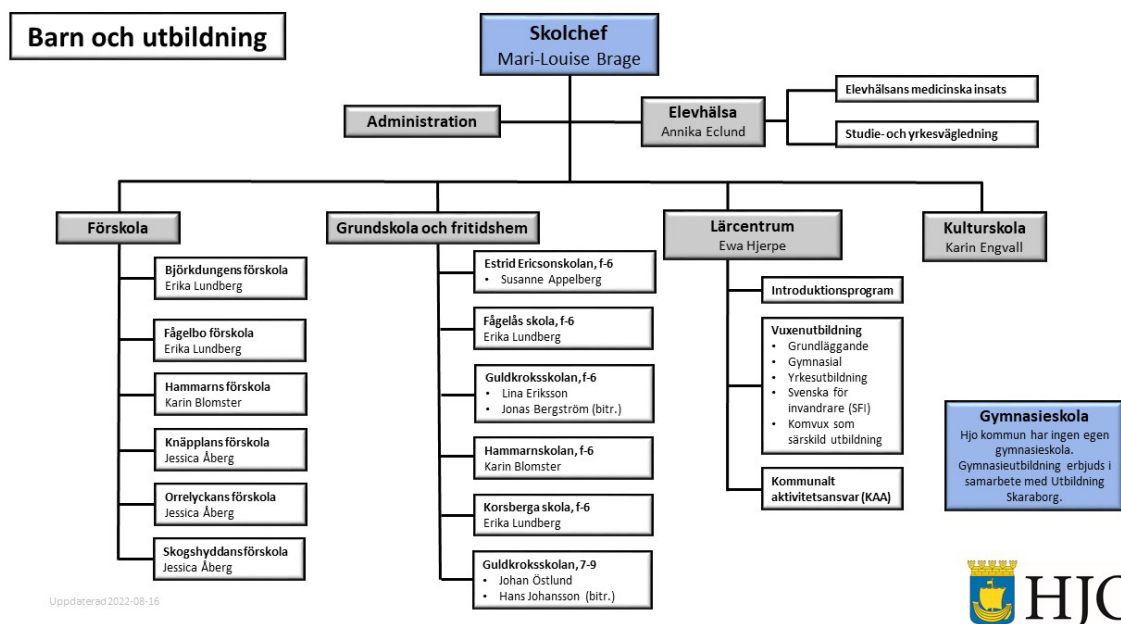 Barn och utbildning
Skolchef
Mari-Louise Brage
Administration
Elevhälsa
Annika Eclund
Elevhälsans medicinska insats
Studie- och yrkesvägledning
Förskola
Björkdungens förskola
Erika Lundberg
Fågelbo förskola
Erika Lundberg
Hammarns förskola
Karin Blomster
Knäpplans förskola
Jessica Åberg
Orrelyckans förskola
Jessica Åberg
Skogshyddans förskola
Jessica Åberg
Grundskola och fritidshem
Estrid Ericsonskolan, f-6
• Susanne Appelberg
Fågelås skola, f-6
Erika Lundberg
Guldkroksskolan, f-6
• Lina Eriksson
• Jonas Bergström (bitr.)
Hammarnskolan, f-6
Karin Blomster
Korsberga skola, f-6
Erika Lundberg
Guldkroksskolan, 7-9
• Johan Östlund
• Hans Johansson (bitr.)
Lärcentrum
Ewa Hjerpe
Introduktionsprogram
Vuxenutbildning
• Grundläggande
• Gymnasial
• Yrkesutbildning
• Svenska för
invandrare (SFI)
• Komvux som
särskild utbildning
Kommunalt
aktivitetsansvar (KAA)
Kulturskola
Karin Engvall
Gymnasieskola
Hjo kommun har ingen egen
gymnasieskola.
Gymnasieutbildning erbjuds i
samarbete med Utbildning
Skaraborg.
Uppdaterad 2022-08-16
HJO